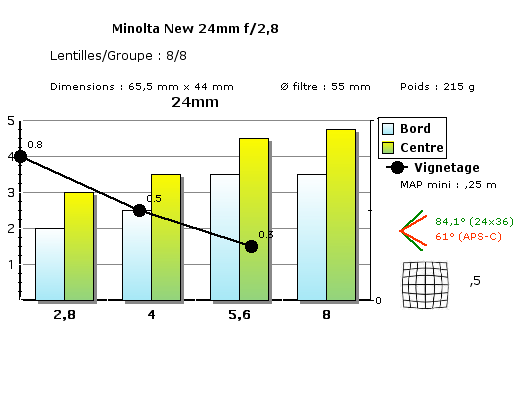 Minolta New 24mm f/2,8
Lentilles/Groupe : 8/8
Dimensions : 65,5 mm x 44 mm Ø filtre : 55 mm Poids : 215 g
24mm
5
4
3
2
1
0.8
0.5
0.3
0
2,8 4 5,6 8
Bord
Centre
Vignetage
MAP mini : ,25 m
84,1° (24x36)
61° (APS-C)
,5